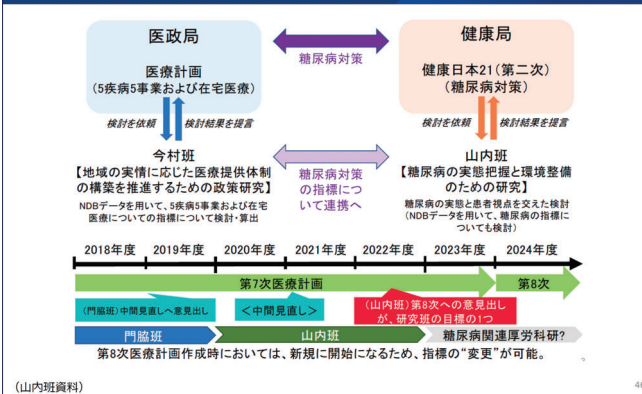 医政局
医療計画
(5疾病5事業および在宅医療)
糖尿病対策
健康局
健康日本21(第二次)
(糖尿病対策)
検討を依頼
検討結果を提言
検討を依頼
検討結果を提言
今村班
【地域の実情に応じた医療提供体制
の構築を推進するための政策研究】
NDBデータを用いて、5疾病5事業および在宅
医療についての指標について検討・算出
糖尿病対策
の指標につ
いて連携へ
山内班
【糖尿病の実態把握と環境整備
のための研究】
糖尿病の実態と患者視点を交えた検討
(NDBデータを用いて、糖尿病の指標に
ついても検討)
2018年度
2019年度
2020年度
2021年度
2022年度
2023年度
2024年度
第7次医療計画
第8次
(門脇班)中間見直しへ意見出し
<中間見直し>
(山内班)第8次への意見出し
が、研究班の目標の1つ
門脇班
山内班
糖尿病関連厚労科研?
第8次医療計画作成時においては、新規に開始になるため、指標の“変更”が可能。
。
(山内班資料)